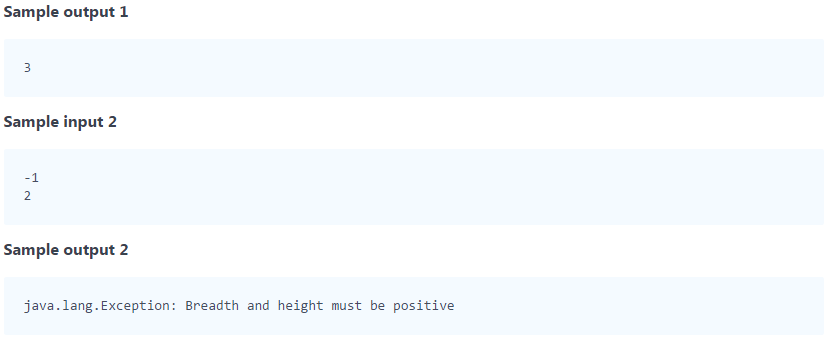 Sample output 1
3
Sample input 2
-1
2
Sample output 2
java.lang.Exception: Breadth and height must be positive